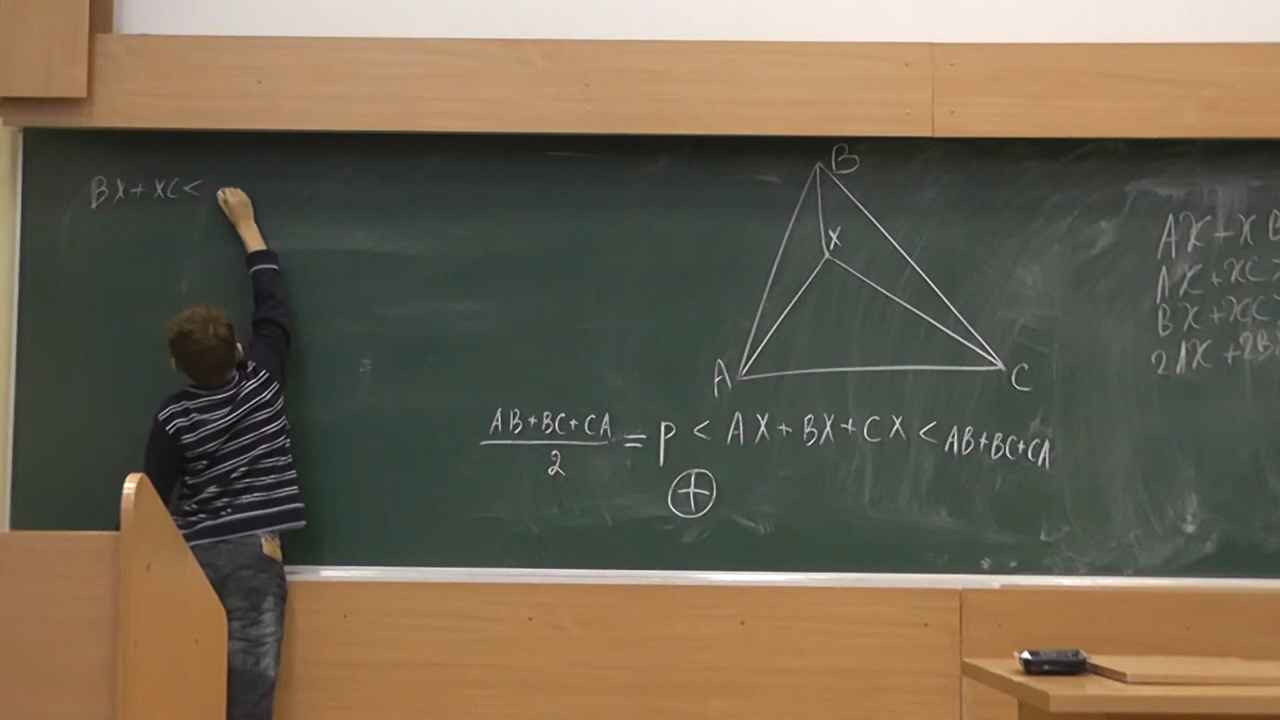 BX + XC <
B
X
A
C
AB+BC+CA
2
= p < AX + BX + CX < AB+BC+CA
+
AX + XB
AX + XC >
BX + XC >
2AX + 2B